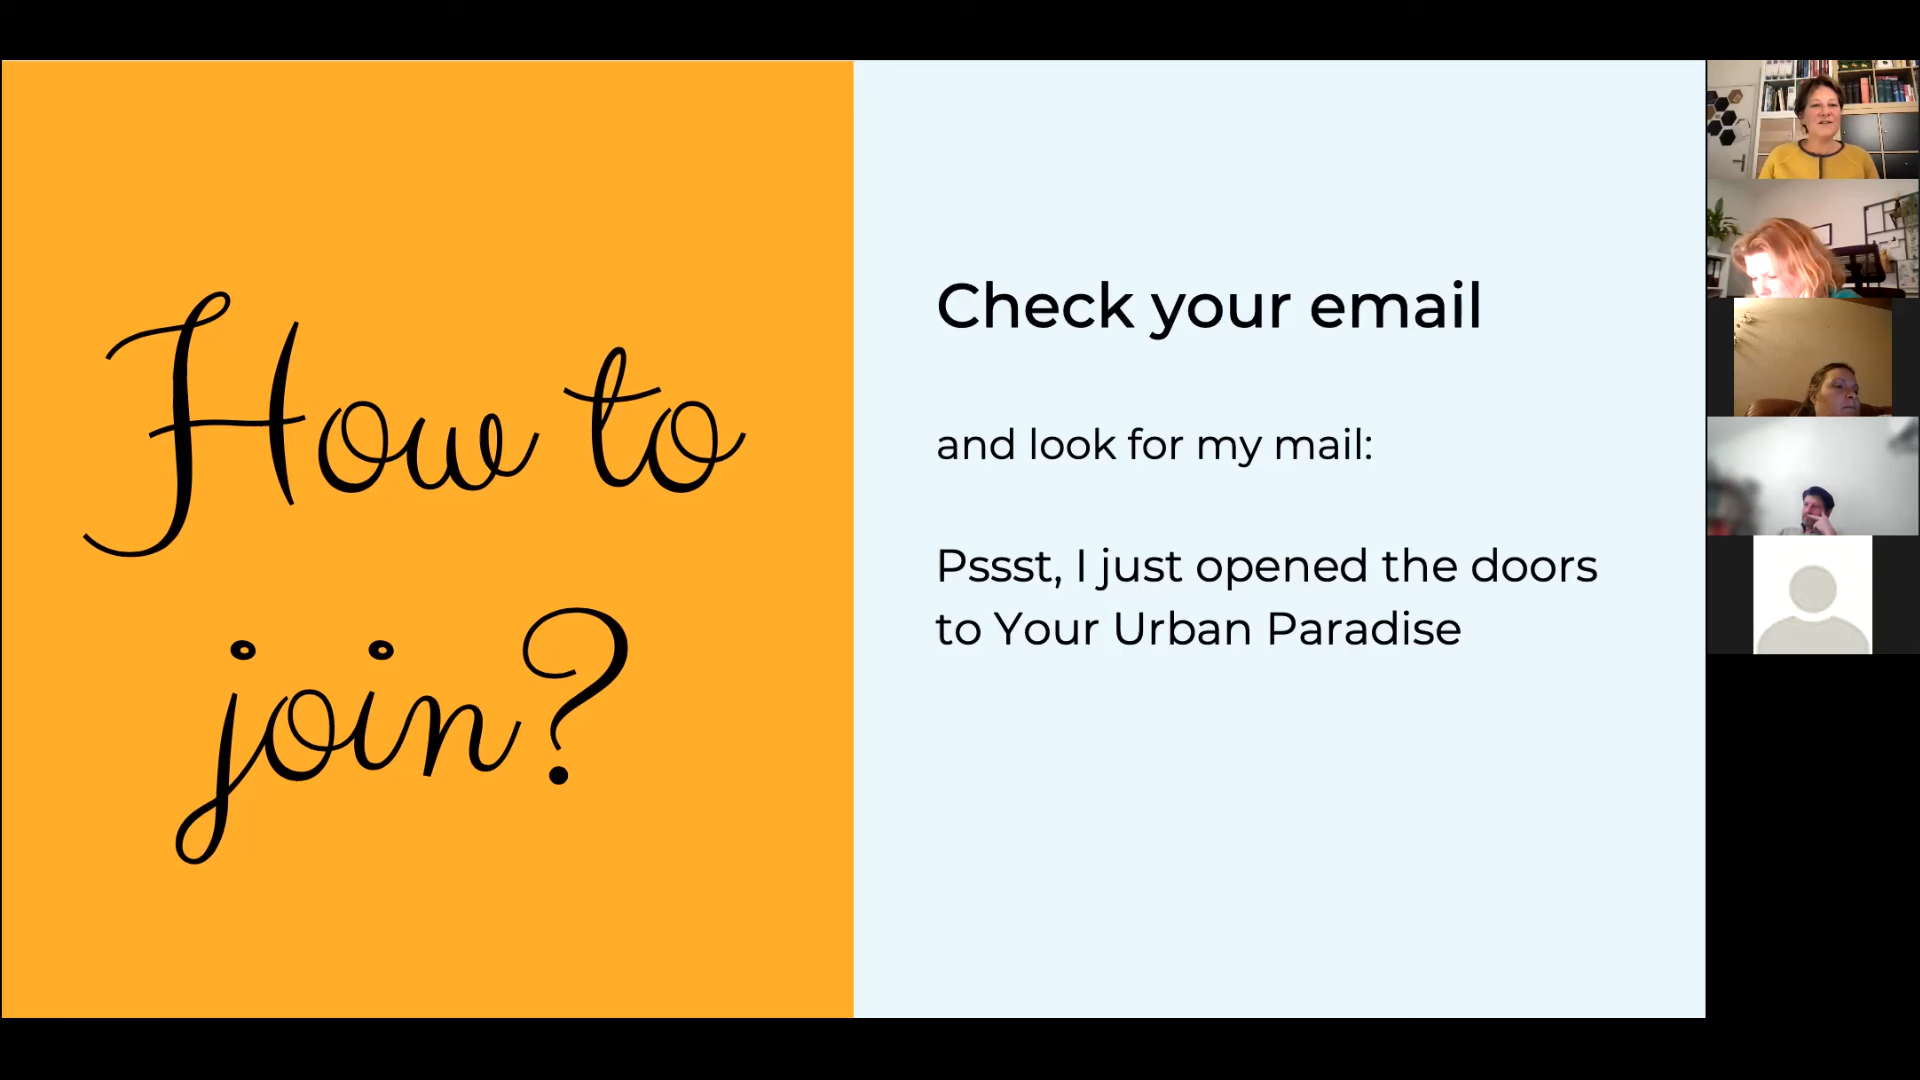 How to
join?
Check your email
and look for my mail:
Pssst, I just opened the doors
to Your Urban Paradise